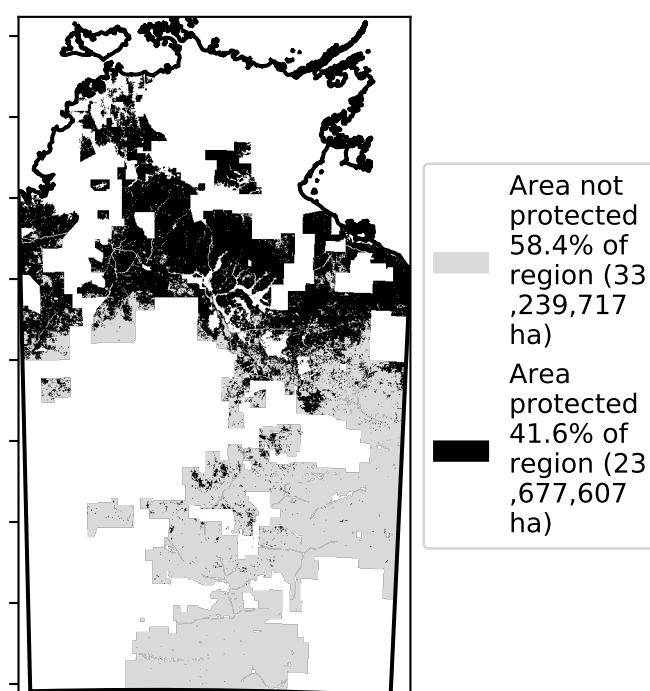 Area not
protected
58.4% of
region (33
,239,717
ha)
Area
protected
41.6% of
region (23
,677,607
ha)